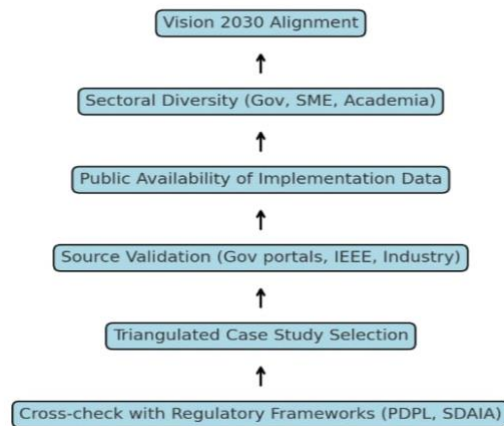 Vision 2030 Alignment
Sectoral Diversity (Gov, SME, Academia)
Public Availability of Implementation Data
Source Validation (Gov portals, IEEE, Industry)
Triangulated Case Study Selection
Cross-check with Regulatory Frameworks (PDPL, SDAIA)